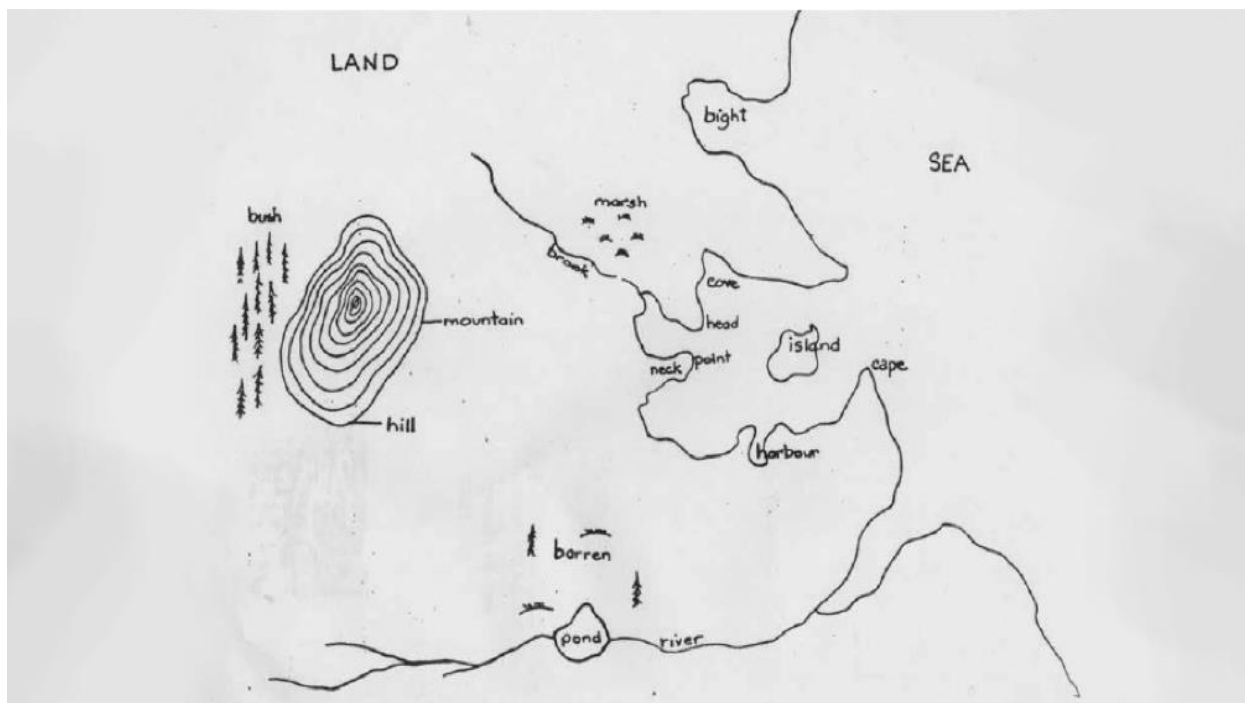 LAND
bight
SEA
marsh
bush
brook
cove
mountain
head
island
neck point
cape
hill
harbour
barren
pond
river